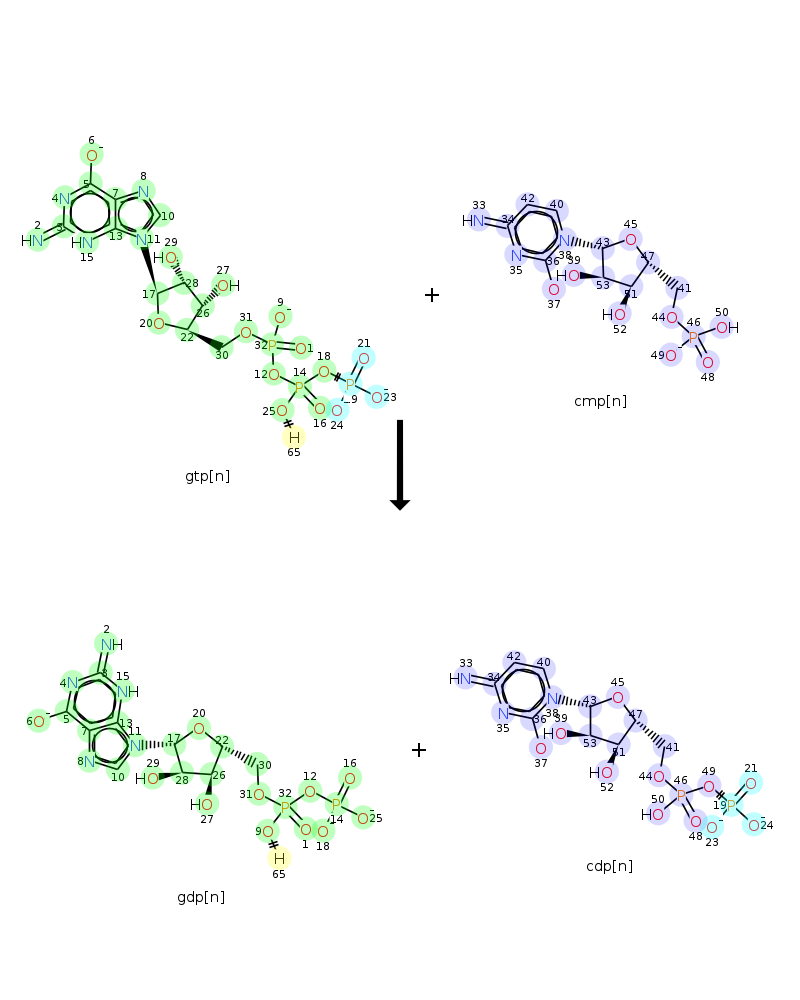 6
O-
5
N 4
8
N
7
10
3
2
HN
HN
15
13
N
11
29
HO
27
OH
28
17
26
20 O
22
30
31
O
9
O-
32 P
O 1
12 O
18
O
14
P
21
O
P
19
O- 23
O-
24
25 O
O
16
H
65
gtp[n]
+
33
HN
34
42
40
N
35
N
38
36
O
37
39
HO
43
45
O
47
53
51
HO
52
41
44 O
46
P
50
OH
49 O-
O
48
cmp[n]
2
NH
3
4 N
15
NH
5
6 O-
7
13
8 N
10
N
11
17
20
O
22
29
HO
28
26
HO
27
30
31 O
32
P
9 O
O
1
12
O
16
O
P
14
O-
18
O- 25
H
65
gdp[n]
+
33
HN
34
42
40
N
35
N
38
36
O
37
39
HO
43
45
O
47
53
51
HO
52
41
44 O
46
P
50
HO
O
48
49
O
21
O
19 P
O-
23
O- 24
cdp[n]